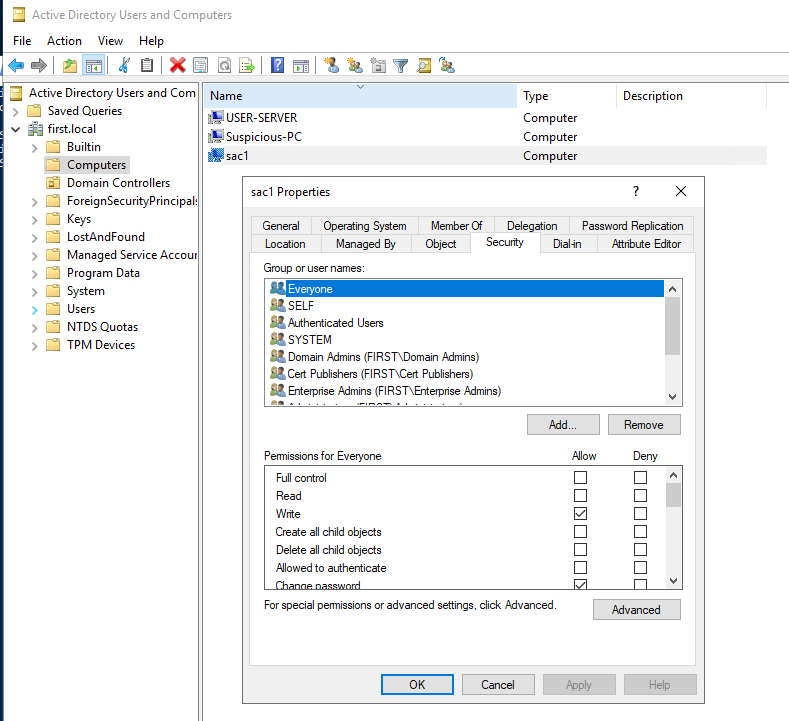 Active Directory Users and Computers
File Action View Help
Active Directory Users and Com
Saved Queries
first.local
Builtin
Computers
Domain Controllers
ForeignSecurityPrincipals
Keys
LostAndFound
Managed Service Accour
Program Data
System
Users
NTDS Quotas
TPM Devices
Name Type Description
USER-SERVER Computer
Suspicious-PC Computer
sac1 Computer
sac1 Properties
General Operating System Member Of Delegation Password Replication
Location Managed By Object Security Dial-in Attribute Editor
Group or user names:
Everyone
SELF
Authenticated Users
SYSTEM
Domain Admins (FIRST\Domain Admins)
Cert Publishers (FIRST\Cert Publishers)
Enterprise Admins (FIRST\Enterprise Admins)
Add... Remove
Permissions for Everyone Allow Deny
Full control
Read
Write
Create all child objects
Delete all child objects
Allowed to authenticate
Change password
For special permissions or advanced settings, click Advanced.
Advanced
OK Cancel Apply Help